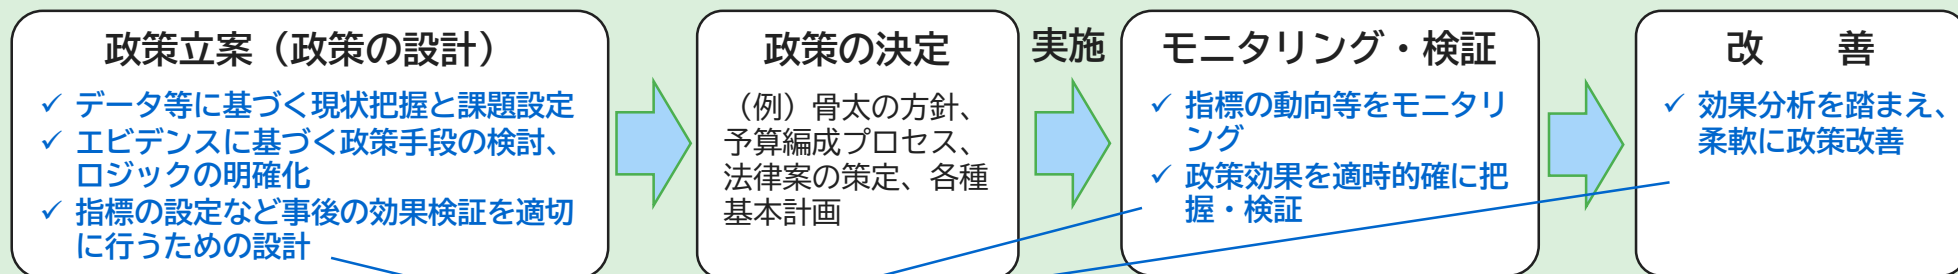 政策立案（政策の設計）
✓ データ等に基づく現状把握と課題設定
✓ エビデンスに基づく政策手段の検討、
ロジックの明確化
✓ 指標の設定など事後の効果検証を適切
に行うための設計
政策の決定
（例）骨太の方針、
予算編成プロセス、
法律案の策定、各種
基本計画
実施
モニタリング・検証
✓ 指標の動向等をモニタリ
ング
✓ 政策効果を適時的確に把
握・検証
改　　善
✓ 効果分析を踏まえ、
柔軟に政策改善